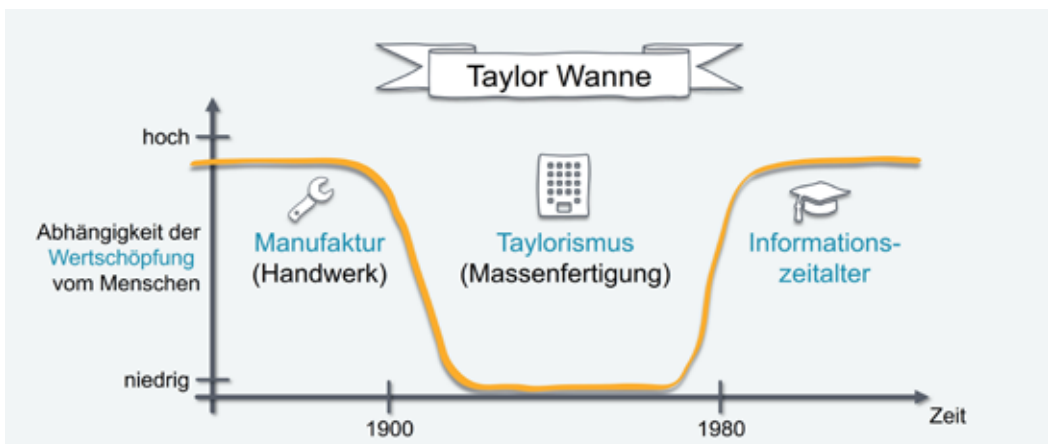 Taylor Wanne
hoch
Abhängigkeit der
Wertschöpfung
vom Menschen
niedrig
Manufaktur
(Handwerk)
Taylorismus
(Massenfertigung)
Informations-
zeitalter
1900
1980
Zeit